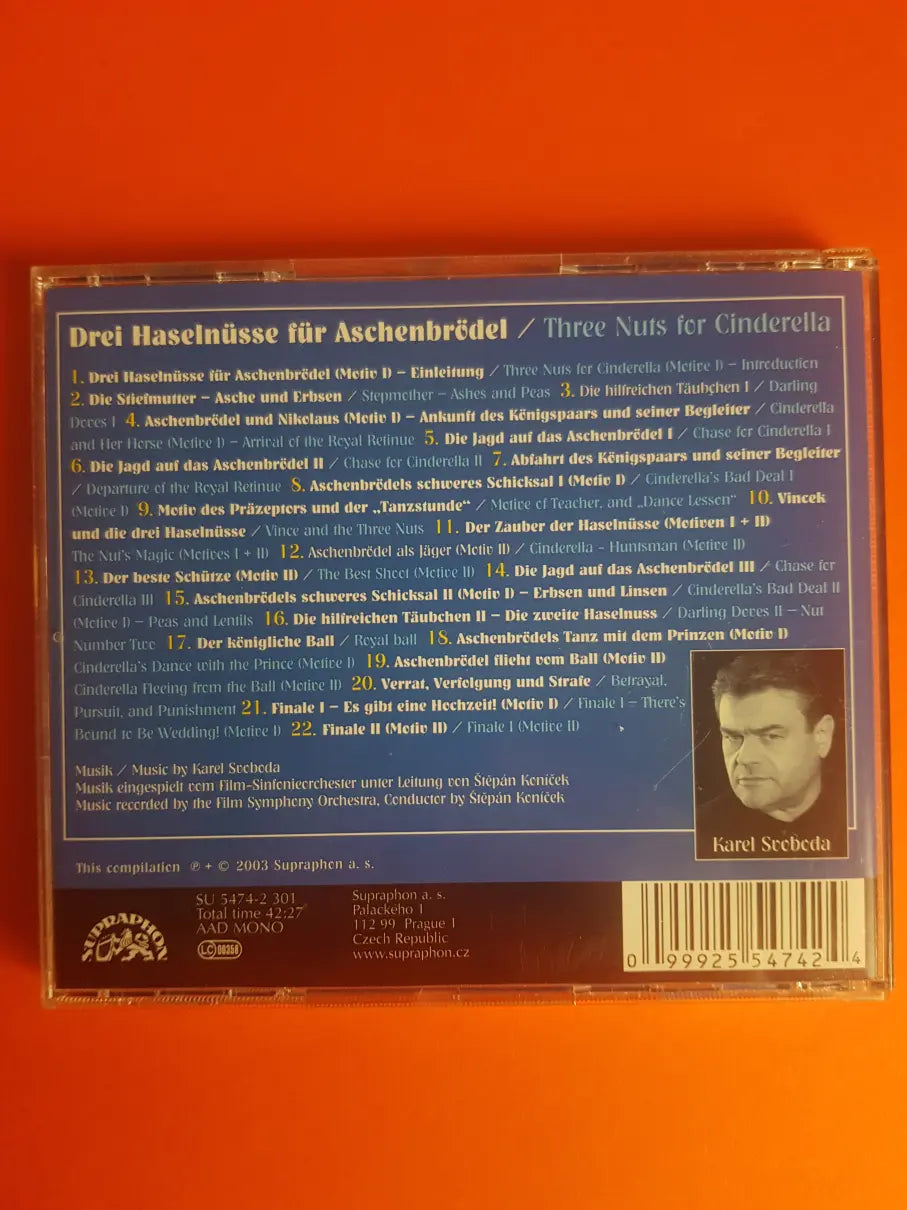 Drei Haselnüsse für Aschenbrödel / Three Nuts for Cinderella
1. Drei Haselnüsse für Aschenbrödel (Motiv I) – Einleitung / Three Nuts for Cinderella (Motive I) – Introduction
2. Die Stiefmutter – Asche und Erbsen / Stepmother – Ashes and Peas 3. Die hilfreichen Täubchen I / Darling
Doves I 4. Aschenbrödel und Nikolaus (Motiv I) – Ankunft des Königspaars und seiner Begleiter / Cinderella
and Her Horse (Motive I) – Arrival of the Royal Retinue 5. Die Jagd auf das Aschenbrödel I / Chase for Cinderella I
6. Die Jagd auf das Aschenbrödel II / Chase for Cinderella II 7. Abfahrt des Königspaars und seiner Begleiter
/ Departure of the Royal Retinue 8. Aschenbrödels schweres Schicksal I (Motiv I) / Cinderella's Bad Deal I
(Motive I) 9. Motiv des Präzeptors und der „Tanzstunde“ / Motive of Teacher, and „Dance Lessen“ 10. Vincek
und die drei Haselnüsse / Vince and the Three Nuts 11. Der Zauber der Haselnüsse (Motiven I + II)
The Nut's Magic (Motives I + II) 12. Aschenbrödel als Jäger (Motiv II) / Cinderella - Huntsman (Motive II)
13. Der beste Schütze (Motiv II) / The Best Shoot (Motive II) 14. Die Jagd auf das Aschenbrödel III / Chase for
Cinderella III 15. Aschenbrödels schweres Schicksal II (Motiv I) – Erbsen und Linsen / Cinderella's Bad Deal II
(Motive I) – Peas and Lentils 16. Die hilfreichen Täubchen II – Die zweite Haselnuss / Darling Doves II – Nut
Number Two 17. Der königliche Ball / Royal ball 18. Aschenbrödels Tanz mit dem Prinzen (Motiv I)
Cinderella's Dance with the Prince (Motive I) 19. Aschenbrödel flieht vom Ball (Motiv II)
Cinderella Fleeing from the Ball (Motive II) 20. Verrat, Verfolgung und Strafe / Betrayal,
Pursuit, and Punishment 21. Finale I – Es gibt eine Hochzeit! (Motiv I) / Finale I – There's
Bound to Be Wedding! (Motive I) 22. Finale II (Motiv II) / Finale I (Motive II)
Musik / Music by Karel Svoboda
Musik eingespielt vom Film-Sinfonieorchester unter Leitung von Štěpán Koníček
Music recorded by the Film Symphony Orchestra, Conductor by Štěpán Koníček
Karel Svoboda
This compilation ℗ + © 2003 Supraphon a. s.
SUPRAPHON
SU 5474-2 301
Total time 42:27
AAD MONO
LC 00358
Supraphon a. s.
Palackého 1
112 99 Prague 1
Czech Republic
www.supraphon.cz
0 99925 54742 4